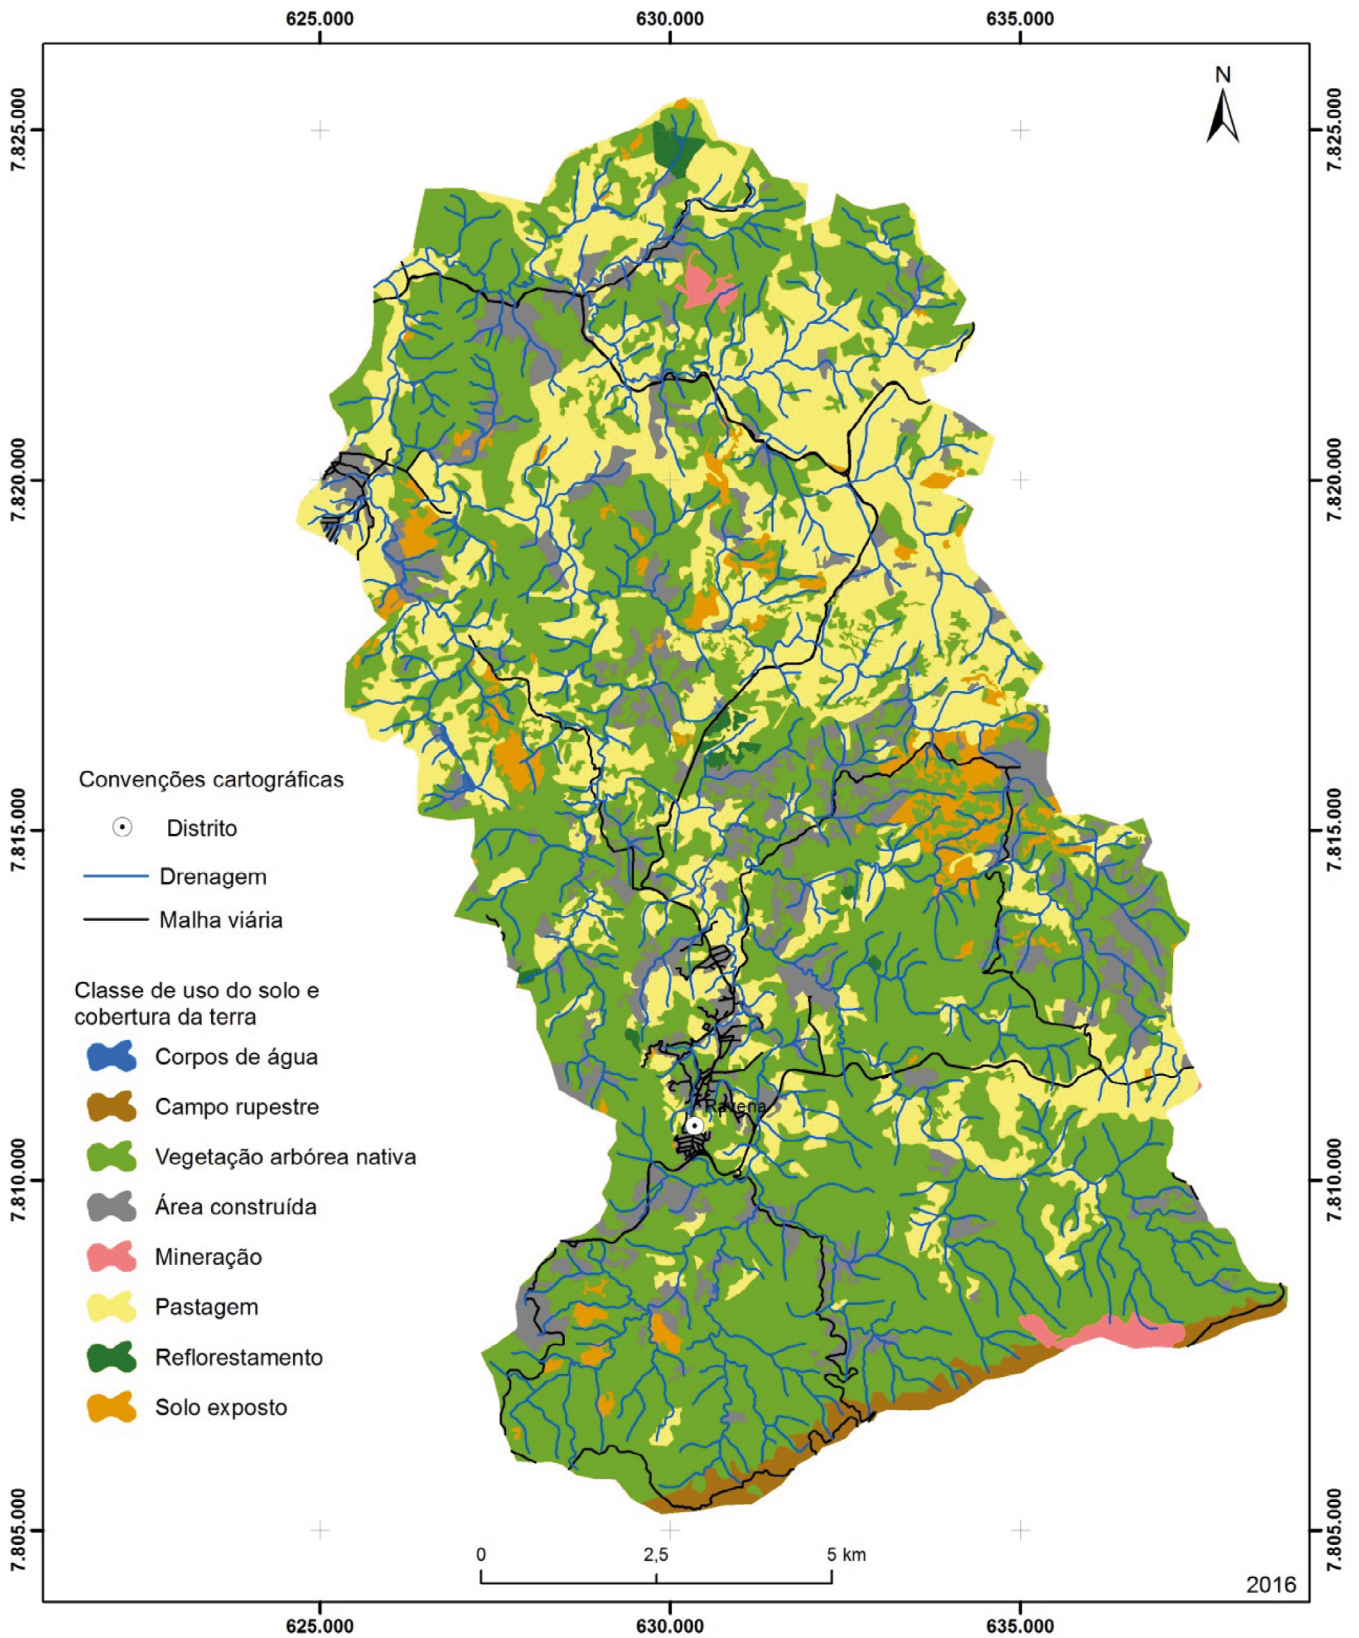 625.000
630.000
635.000
N
7.825.000
7.825.000
7.820.000
7.820.000
Convenções cartográficas
Distrito
7.815.000
7.815.000
Drenagem
Malha viária
Classe de uso do solo e
cobertura da terra
Corpos de água
Campo rupestre
Ravena
Vegetação arbórea nativa
7.810.000
7.810.000
Área construída
Mineração
Pastagem
Reflorestamento
Solo exposto
7.805.000
7.805.000
0 2,5 5 km
2016
625.000
630.000
635.000